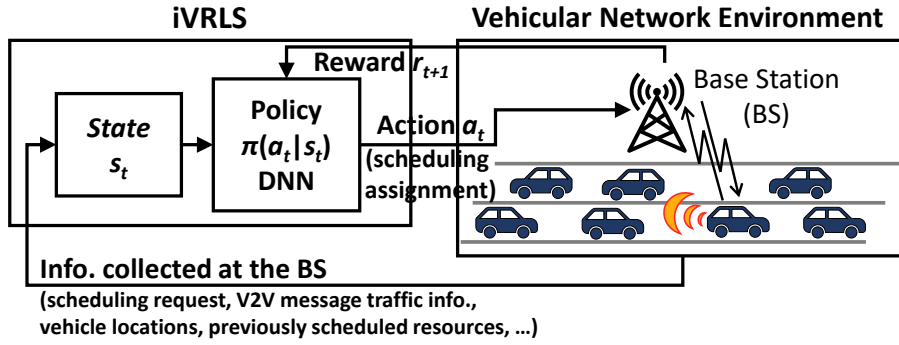 iVRLS
Vehicular Network Environment
Reward r_{t+1}
Base Station
(BS)
State
s_t
Policy
π(a_t|s_t)
DNN
Action a_t
(scheduling
assignment)
Info. collected at the BS
(scheduling request, V2V message traffic info.,
vehicle locations, previously scheduled resources, ...)